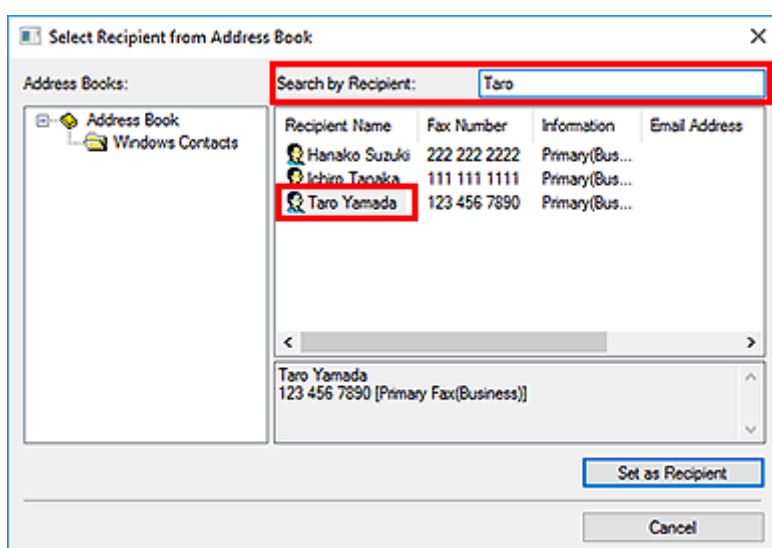 Select Recipient from Address Book
Address Books:
Search by Recipient: Taro
Address Book
Windows Contacts
Recipient Name Fax Number Information Email Address
Hanako Suzuki 222 222 2222 Primary(Bus...
Ichiro Tanaka 111 111 1111 Primary(Bus...
Taro Yamada 123 456 7890 Primary(Bus...
Taro Yamada
123 456 7890 [Primary Fax(Business)]
Set as Recipient
Cancel